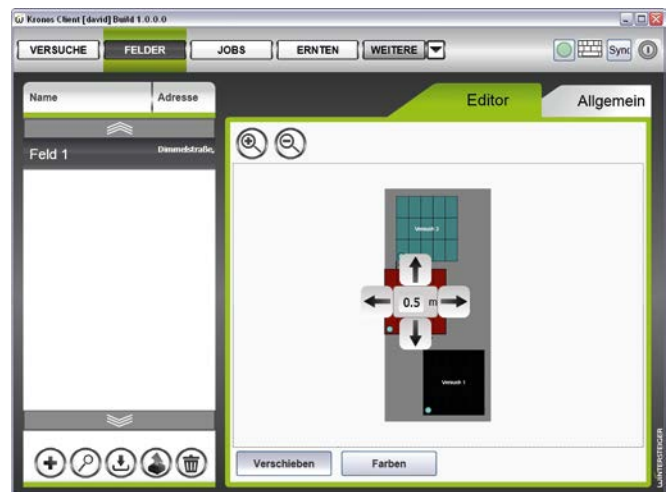 Kronos Client [david] Build 1.0.0.0
VERSUCHE
FELDER
JOBS
ERNTEN
WEITERE
Sync
Name
Adresse
Feld 1
Dimmelstraße,
Editor
Allgemein
Versuch 2
0.5 m
Versuch 1
Verschieben
Farben
WINTERSTEIGER